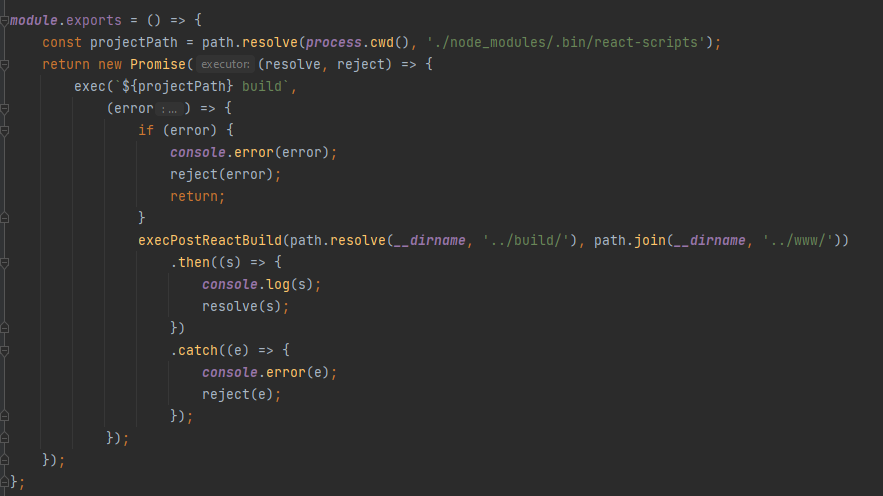 module.exports = () => {
    const projectPath = path.resolve(process.cwd(), './node_modules/.bin/react-scripts');
    return new Promise( executor: (resolve, reject) => {
        exec(`${projectPath} build`,
            (error : ... ) => {
                if (error) {
                    console.error(error);
                    reject(error);
                    return;
                }
                execPostReactBuild(path.resolve(__dirname, '../build/'), path.join(__dirname, '../www/'))
                    .then((s) => {
                        console.log(s);
                        resolve(s);
                    })
                    .catch((e) => {
                        console.error(e);
                        reject(e);
                    });
            });
    });
};